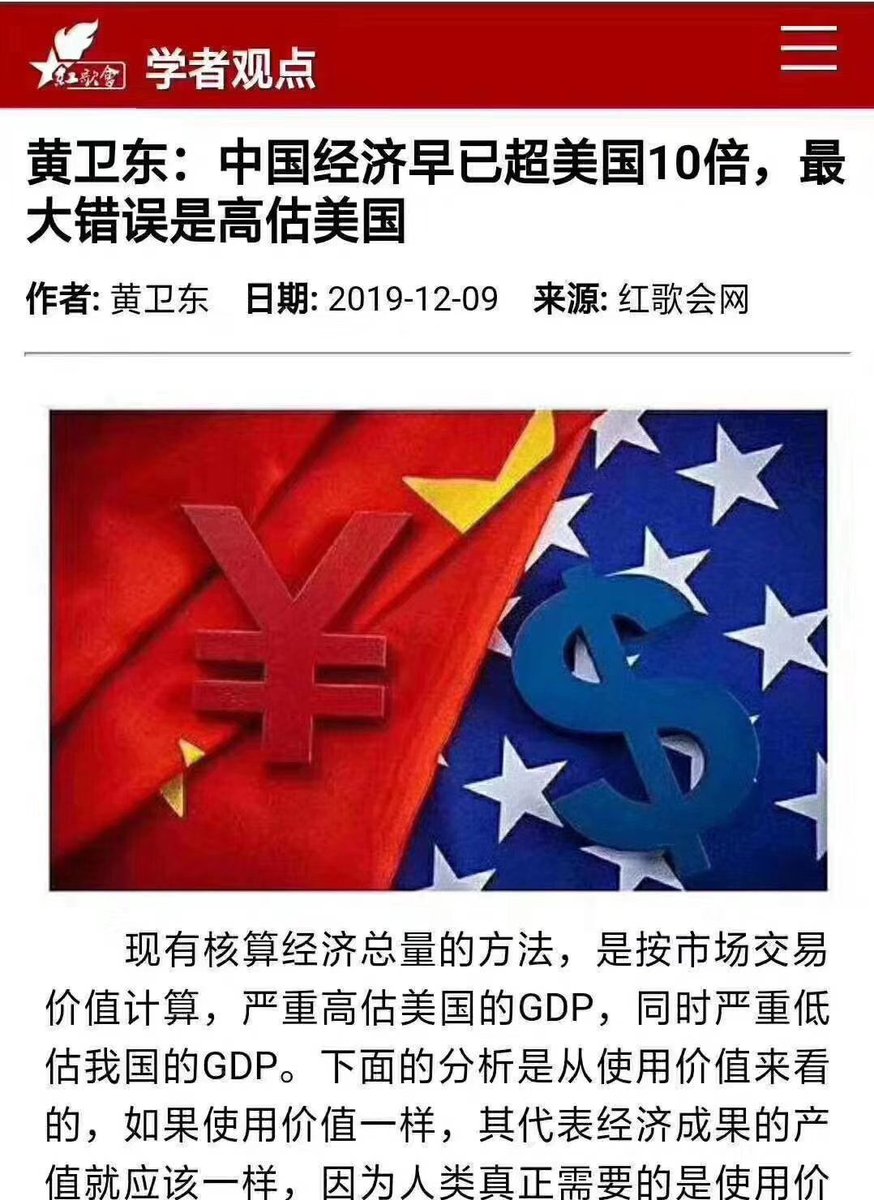 红歌會
学者观点
黄卫东：中国经济早已超美国10倍，最
大错误是高估美国
作者: 黄卫东 日期: 2019-12-09 来源: 红歌会网
¥
$
现有核算经济总量的方法，是按市场交易
价值计算，严重高估美国的GDP，同时严重低
估我国的GDP。下面的分析是从使用价值来看
的，如果使用价值一样，其代表经济成果的产
值就应该一样，因为人类真正需要的是使用价